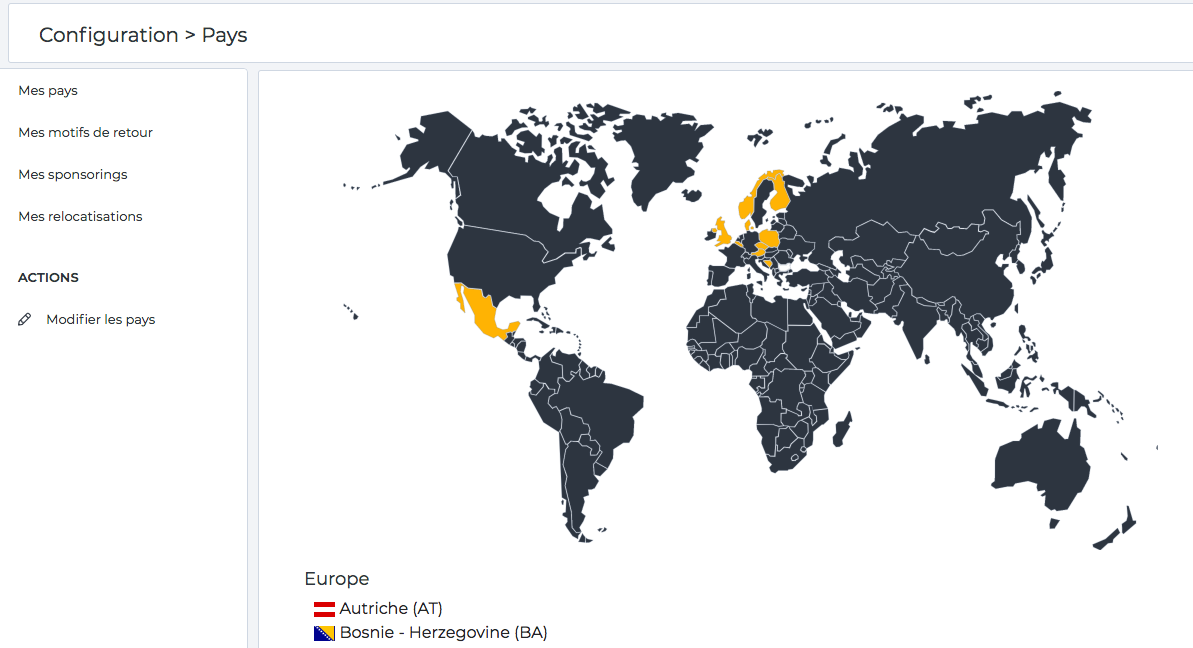 Configuration > Pays
Mes pays
Mes motifs de retour
Mes sponsorings
Mes relocatisations
ACTIONS
Modifier les pays
Europe
Autriche (AT)
Bosnie - Herzegovine (BA)